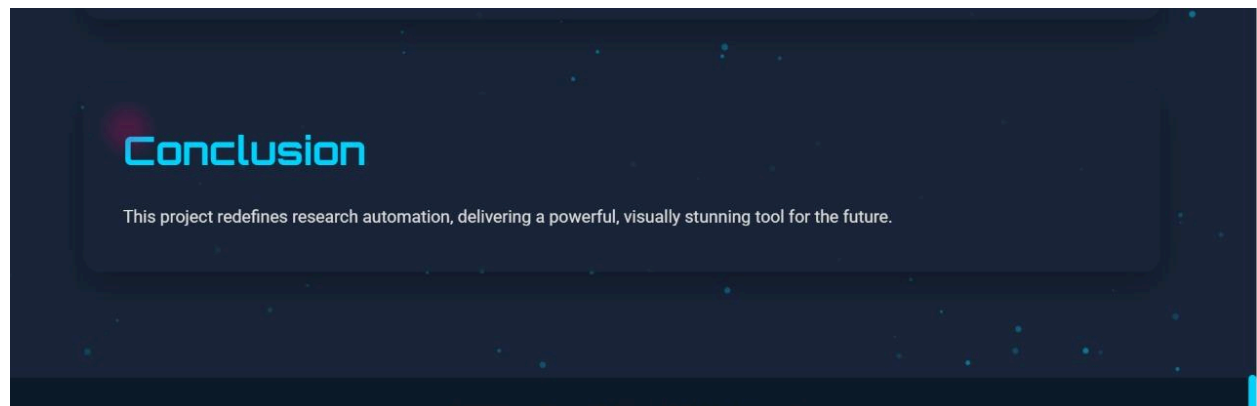 Conclusion
This project redefines research automation, delivering a powerful, visually stunning tool for the future.